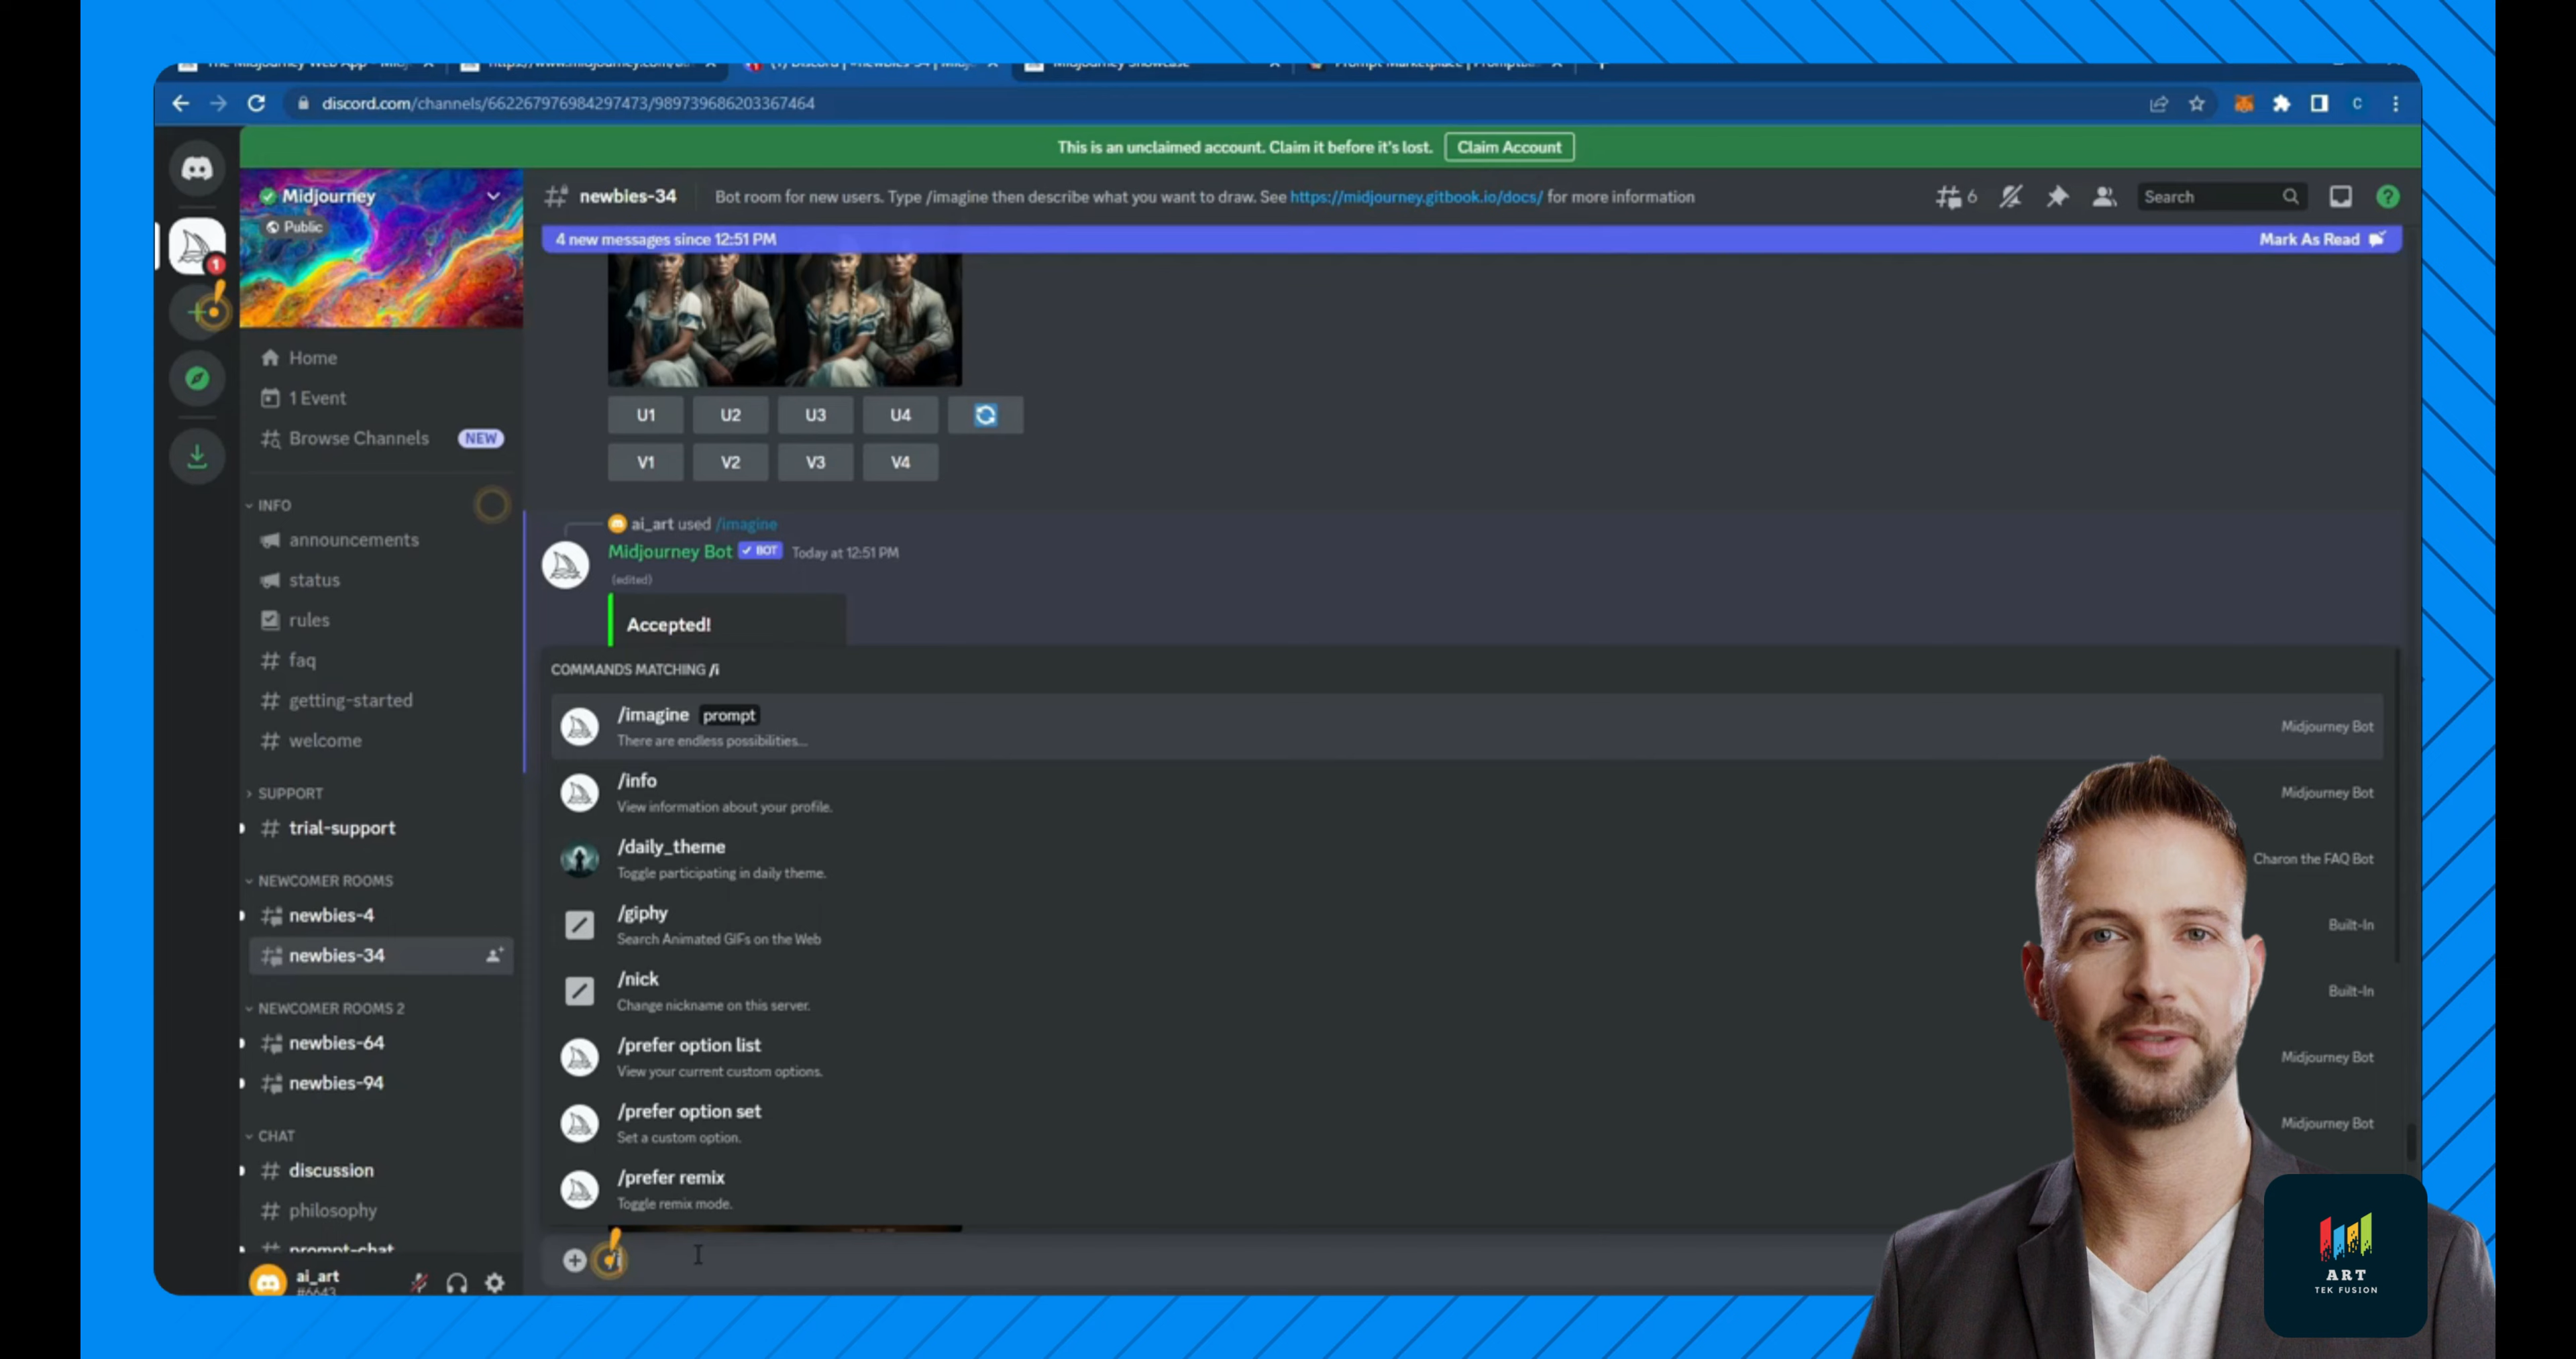 Midjourney Showcase
discord.com/channels/662267976984297473/989739686203367464
C
This is an unclaimed account. Claim it before it's lost. Claim Account
Midjourney
Public
1
Home
1 Event
Browse Channels NEW
INFO
announcements
status
rules
faq
getting-started
welcome
SUPPORT
trial-support
NEWCOMER ROOMS
newbies-4
newbies-34
NEWCOMER ROOMS 2
newbies-64
newbies-94
CHAT
discussion
philosophy
prompt-chat
ai_art
#6643
newbies-34 Bot room for new users. Type /imagine then describe what you want to draw. See https://midjourney.gitbook.io/docs/ for more information
6 Search
4 new messages since 12:51 PM Mark As Read
U1 U2 U3 U4
V1 V2 V3 V4
ai_art used /imagine
Midjourney Bot BOT Today at 12:51 PM
(edited)
Accepted!
COMMANDS MATCHING /i
/imagine prompt
There are endless possibilities...
Midjourney Bot
/info
View information about your profile.
Midjourney Bot
/daily_theme
Toggle participating in daily theme.
Charon the FAQ Bot
/giphy
Search Animated GIFs on the Web
Built-In
/nick
Change nickname on this server.
Built-In
/prefer option list
View your current custom options.
Midjourney Bot
/prefer option set
Set a custom option.
Midjourney Bot
/prefer remix
Toggle remix mode.
ART
TEK FUSION